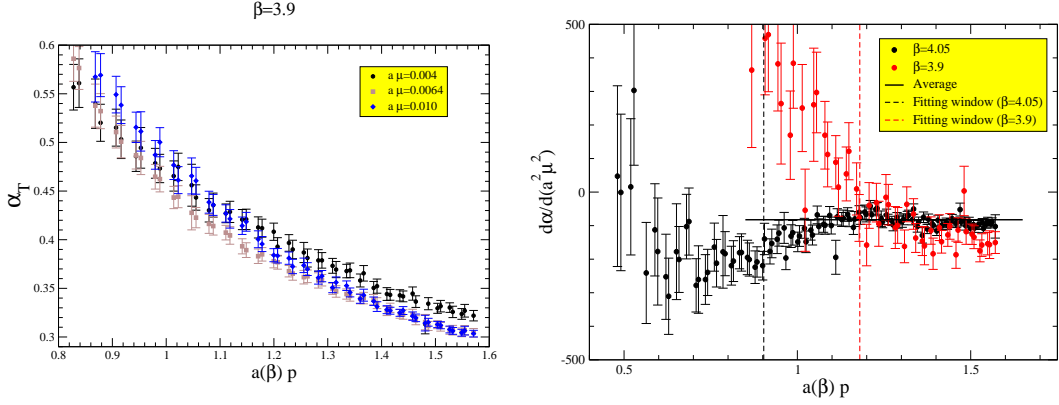 β=3.9
0.6
0.55
0.5
0.45
0.4
0.35
0.3
α_T
a μ=0.004
a μ=0.0064
a μ=0.010
0.8 0.9 1 1.1 1.2 1.3 1.4 1.5 1.6
a(β) p
500
0
-500
dα/d(a²μ²)
β=4.05
β=3.9
Average
Fitting window (β=4.05)
Fitting window (β=3.9)
0.5 1 1.5
a(β) p